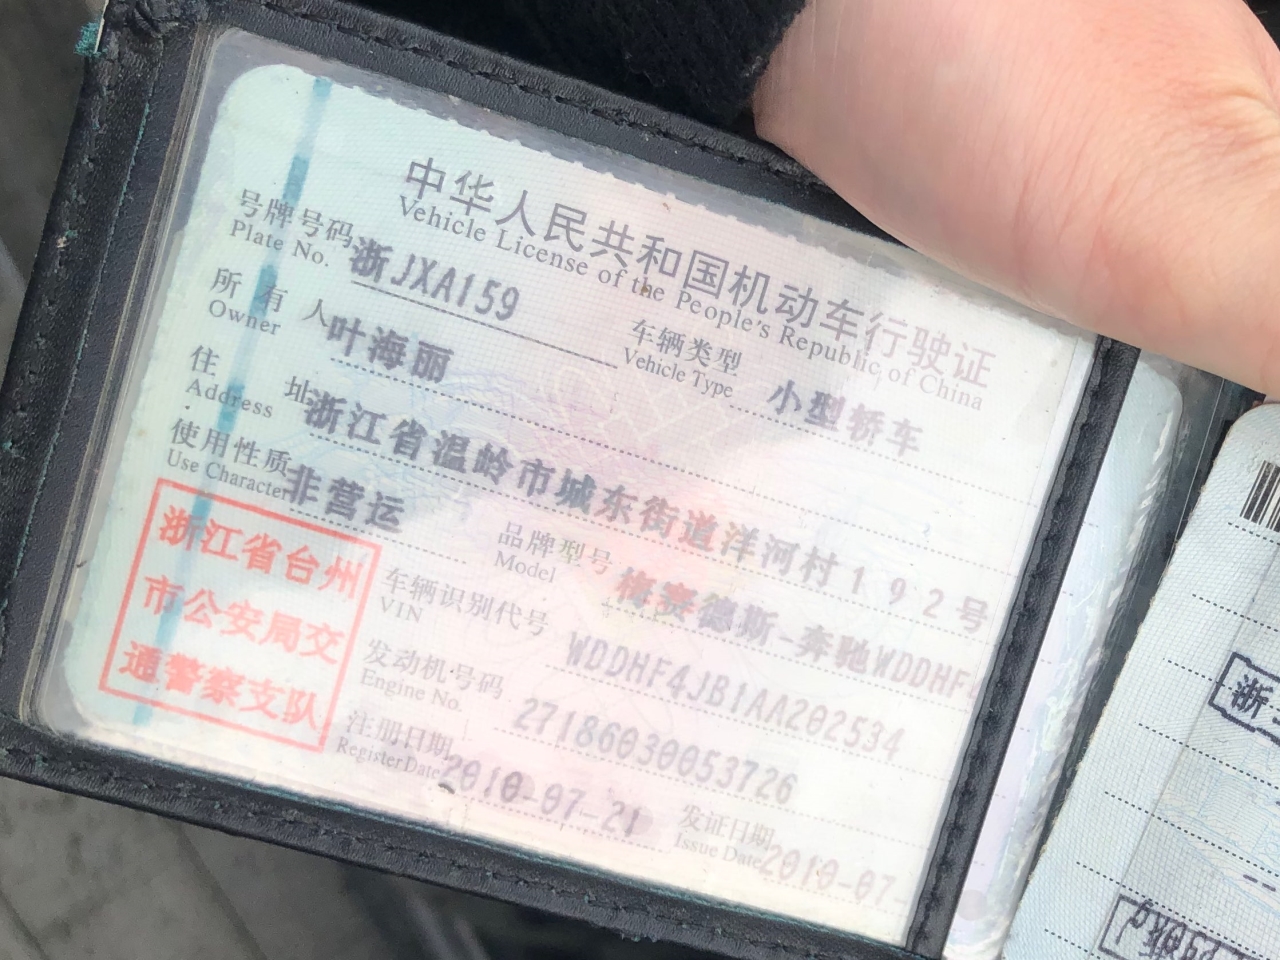 中华人民共和国机动车行驶证
Vehicle License of the People's Republic of China
号牌号码 浙JXA159
Plate No.
车辆类型 小型轿车
Vehicle Type
所有人 叶海丽
Owner
住址 浙江省温岭市城东街道洋河村192号
Address
使用性质 非营运
Use Character
品牌型号 梅赛德斯-奔驰WDDHF
Model
车辆识别代号 WDDHF4JB1AA202534
VIN
发动机号码 27186030053726
Engine No.
注册日期 2010-07-21
Register Date
发证日期 2010-07-
Issue Date
浙江省台州
市公安局交
通警察支队
浙